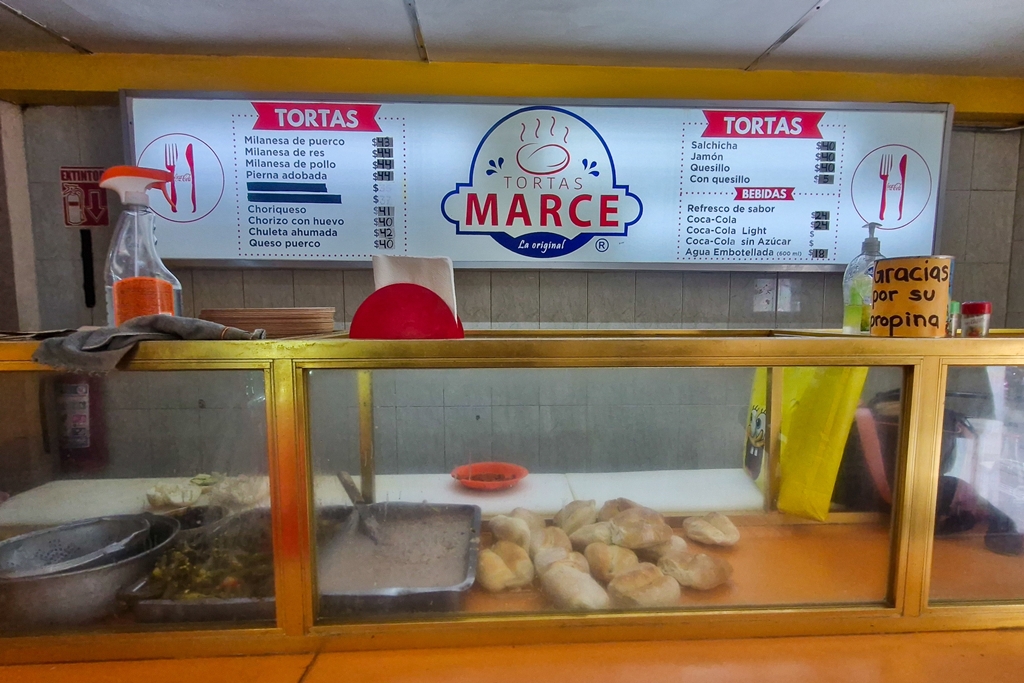 EXTINTOR
TORTAS
Milanesa de puerco $43
Milanesa de res $44
Milanesa de pollo $44
Pierna adobada $44
$
$
Choriqueso $41
Chorizo con huevo $40
Chuleta ahumada $42
Queso puerco $40
TORTAS
MARCE
La original ®
TORTAS
Salchicha $40
Jamón $40
Quesillo $40
Con quesillo
BEBIDAS
Refresco de sabor $24
Coca-Cola $24
Coca-Cola Light
Coca-Cola sin Azúcar $
Agua Embotellada (600 ml) $18
Gracias
por su
propina